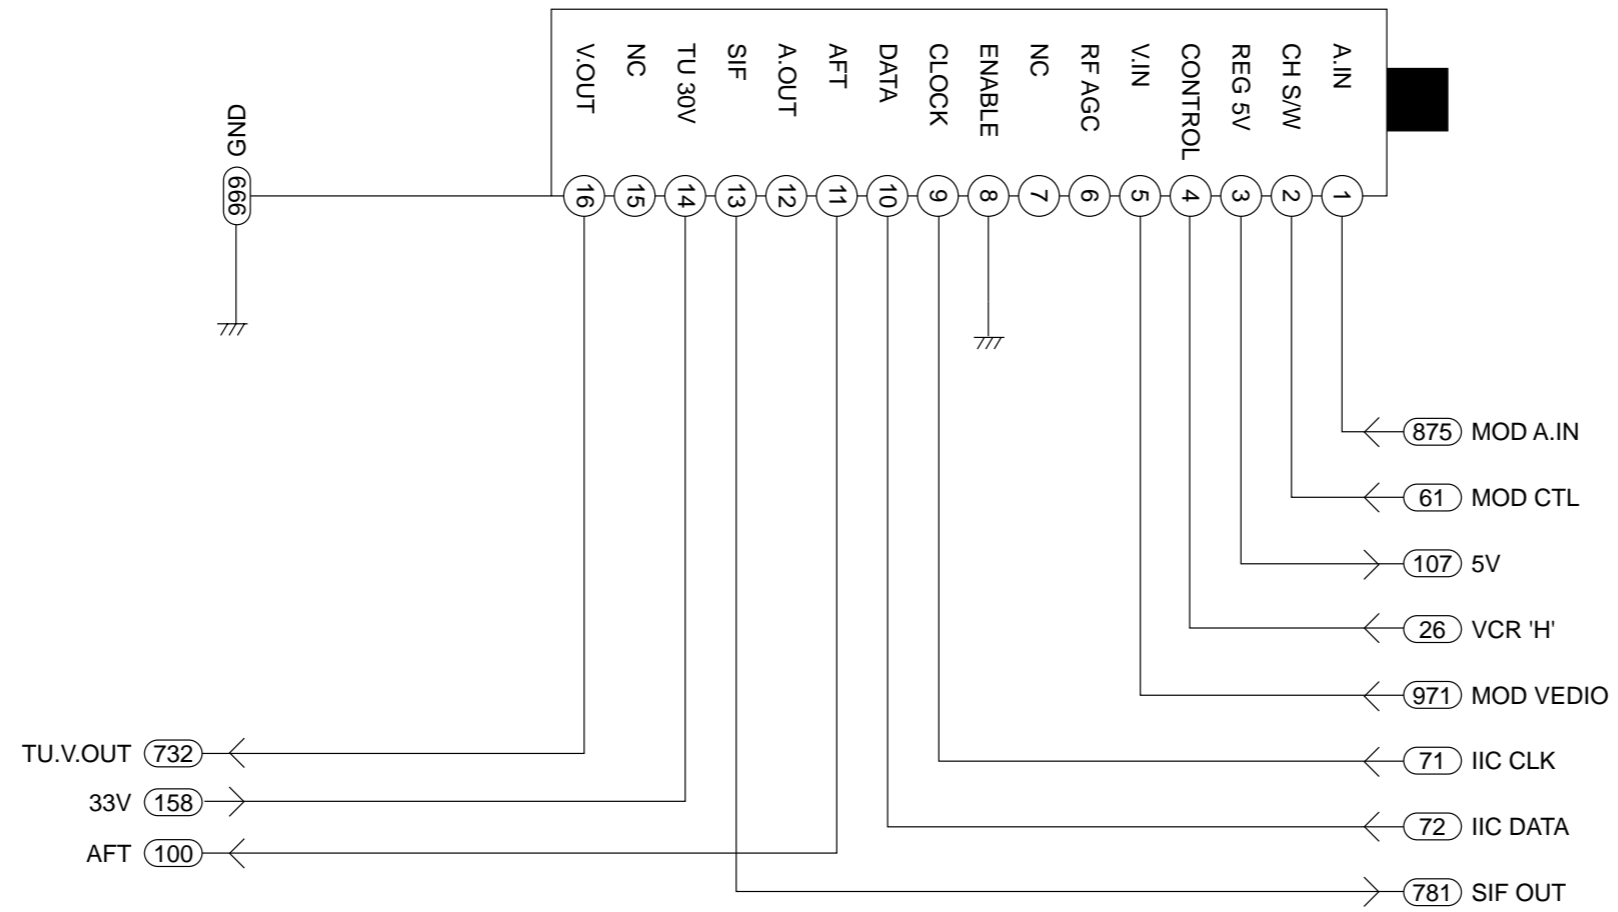 V.OUT
NC
TU 30V
SIF
A.OUT
AFT
DATA
CLOCK
ENABLE
NC
RF AGC
V.IN
CONTROL
REG 5V
CH S/W
A.IN
GND
999
16
15
14
13
12
11
10
9
8
7
6
5
4
3
2
1
875 MOD A.IN
61 MOD CTL
107 5V
26 VCR 'H'
971 MOD VEDIO
TU.V.OUT 732
71 IIC CLK
33V 158
72 IIC DATA
AFT 100
781 SIF OUT